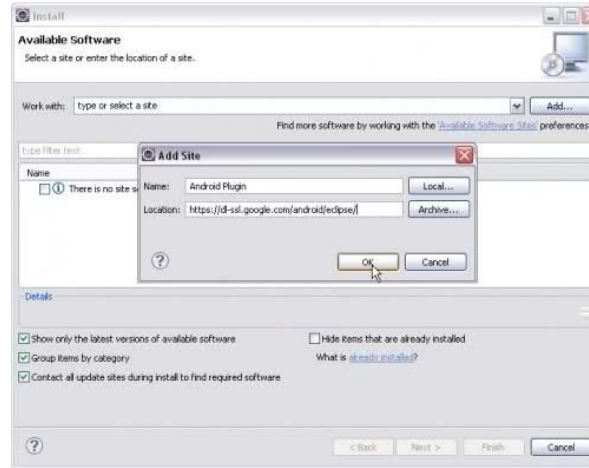 Install
Available Software
Select a site or enter the location of a site.
Work with: type or select a site Add...
Find more software by working with the 'Available Software Sites' preferences
type filter text
Name
There is no site s
Add Site
Name: Android Plugin Local...
Location: https://dl-ssl.google.com/android/eclipse/ Archive...
OK Cancel
Details
Show only the latest versions of available software Hide items that are already installed
Group items by category What is already installed?
Contact all update sites during install to find required software
< Back Next > Finish Cancel